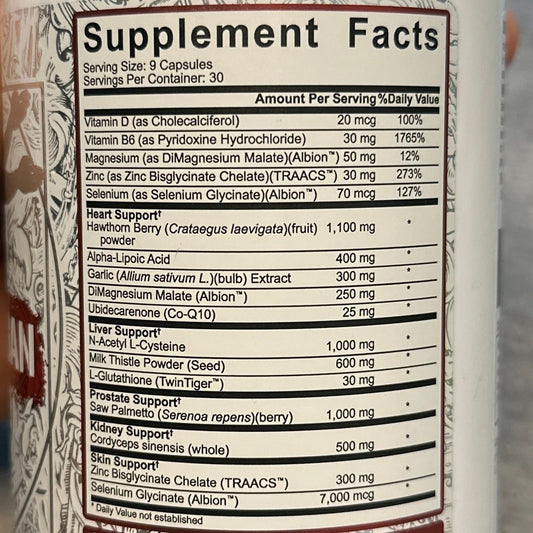 Supplement Facts
Serving Size: 9 Capsules
Servings Per Container: 30
Amount Per Serving %Daily Value
Vitamin D (as Cholecalciferol) 20 mcg 100%
Vitamin B6 (as Pyridoxine Hydrochloride) 30 mg 1765%
Magnesium (as DiMagnesium Malate)(Albion™) 50 mg 12%
Zinc (as Zinc Bisglycinate Chelate)(TRAACS™) 30 mg 273%
Selenium (as Selenium Glycinate)(Albion™) 70 mcg 127%
Heart Support†
Hawthorn Berry (Crataegus laevigata)(fruit) 1,100 mg *
powder
Alpha-Lipoic Acid 400 mg *
Garlic (Allium sativum L.)(bulb) Extract 300 mg *
DiMagnesium Malate (Albion™) 250 mg *
Ubidecarenone (Co-Q10) 25 mg *
Liver Support†
N-Acetyl L-Cysteine 1,000 mg *
Milk Thistle Powder (Seed) 600 mg *
L-Glutathione (TwinTiger™) 30 mg *
Prostate Support†
Saw Palmetto (Serenoa repens)(berry) 1,000 mg *
Kidney Support†
Cordyceps sinensis (whole) 500 mg *
Skin Support†
Zinc Bisglycinate Chelate (TRAACS™) 300 mg *
Selenium Glycinate (Albion™) 7,000 mcg *
* Daily Value not established
AN